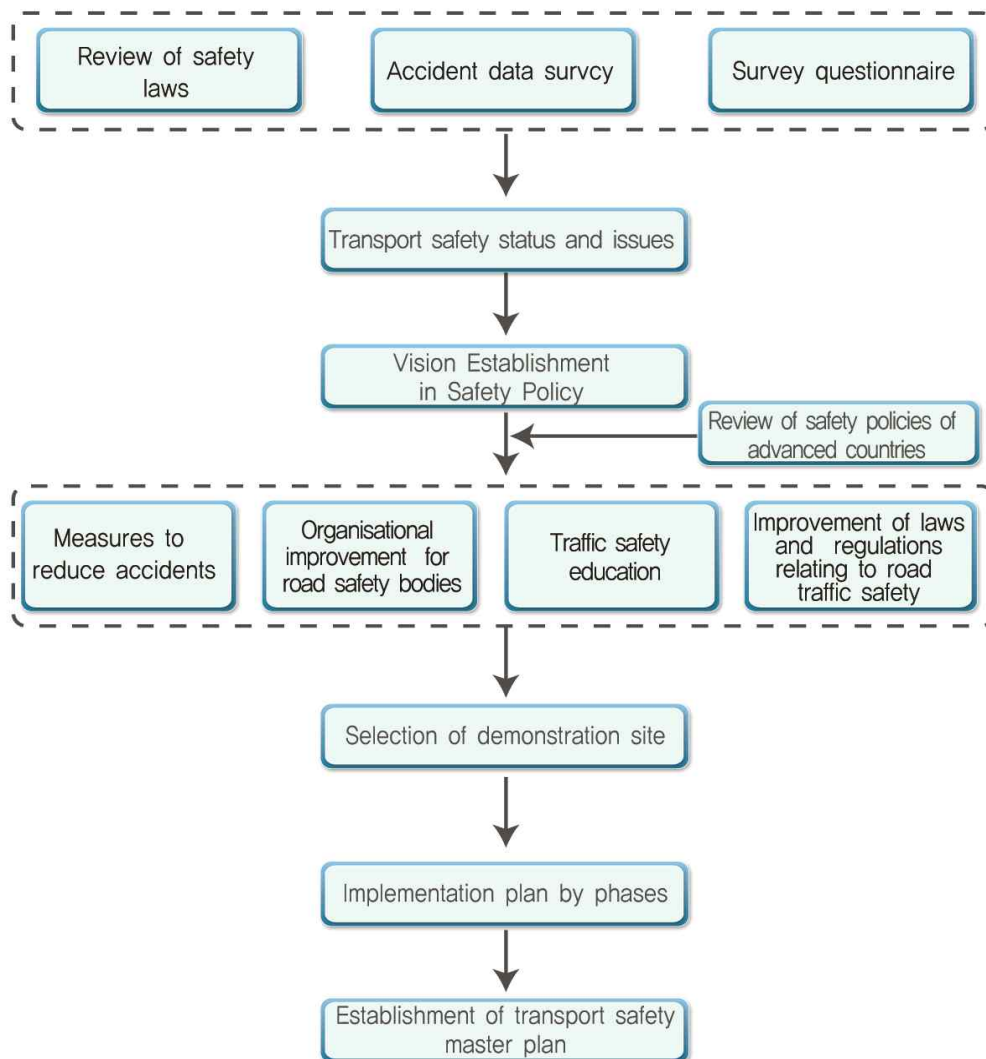 Review of safety
laws
Accident data survcy
Survey questionnaire
Transport safety status and issues
Vision Establishment
in Safety Policy
Review of safety policies of
advanced countries
Measures to
reduce accidents
Organisational
improvement for
road safety bodies
Traffic safety
education
Improvement of laws
and regulations
relating to road
traffic safety
Selection of demonstration site
Implementation plan by phases
Establishment of transport safety
master plan